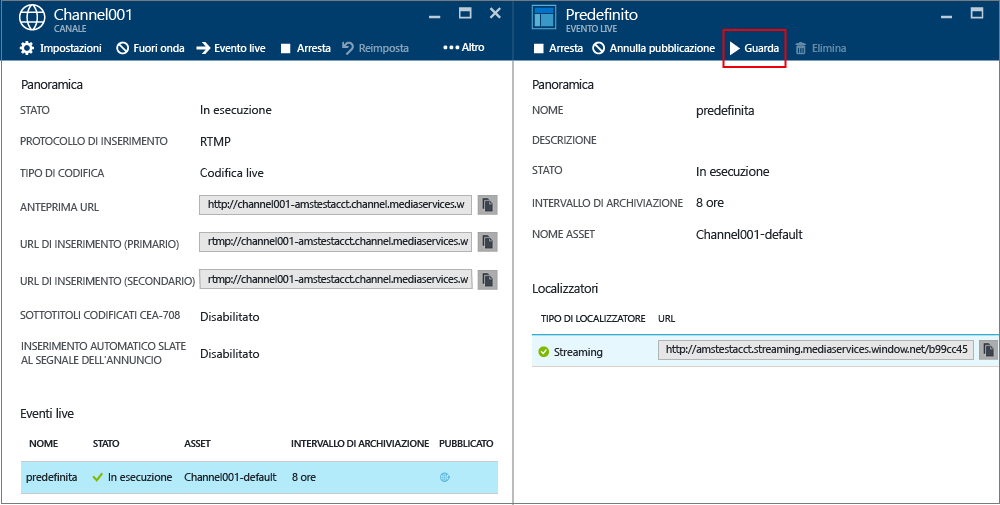 Channel001
CANALE
Impostazioni Fuori onda Evento live Arresta Reimposta Altro
Panoramica
STATO In esecuzione
PROTOCOLLO DI INSERIMENTO RTMP
TIPO DI CODIFICA Codifica live
ANTEPRIMA URL http://channel001-amstestacct.channel.mediaservices.w
URL DI INSERIMENTO (PRIMARIO) rtmp://channel001-amstestacct.channel.mediaservices.w
URL DI INSERIMENTO (SECONDARIO) rtmp://channel001-amstestacct.channel.mediaservices.w
SOTTOTITOLI CODIFICATI CEA-708 Disabilitato
INSERIMENTO AUTOMATICO SLATE
AL SEGNALE DELL'ANNUNCIO Disabilitato
Eventi live
NOME STATO ASSET INTERVALLO DI ARCHIVIAZIONE PUBBLICATO
predefinita In esecuzione Channel001-default 8 ore
Predefinito
EVENTO LIVE
Arresta Annulla pubblicazione Guarda Elimina
Panoramica
NOME predefinita
DESCRIZIONE
STATO In esecuzione
INTERVALLO DI ARCHIVIAZIONE 8 ore
NOME ASSET Channel001-default
Localizzatori
TIPO DI LOCALIZZATORE URL
Streaming http://amstestacct.streaming.mediaservices.window.net/b99cc45